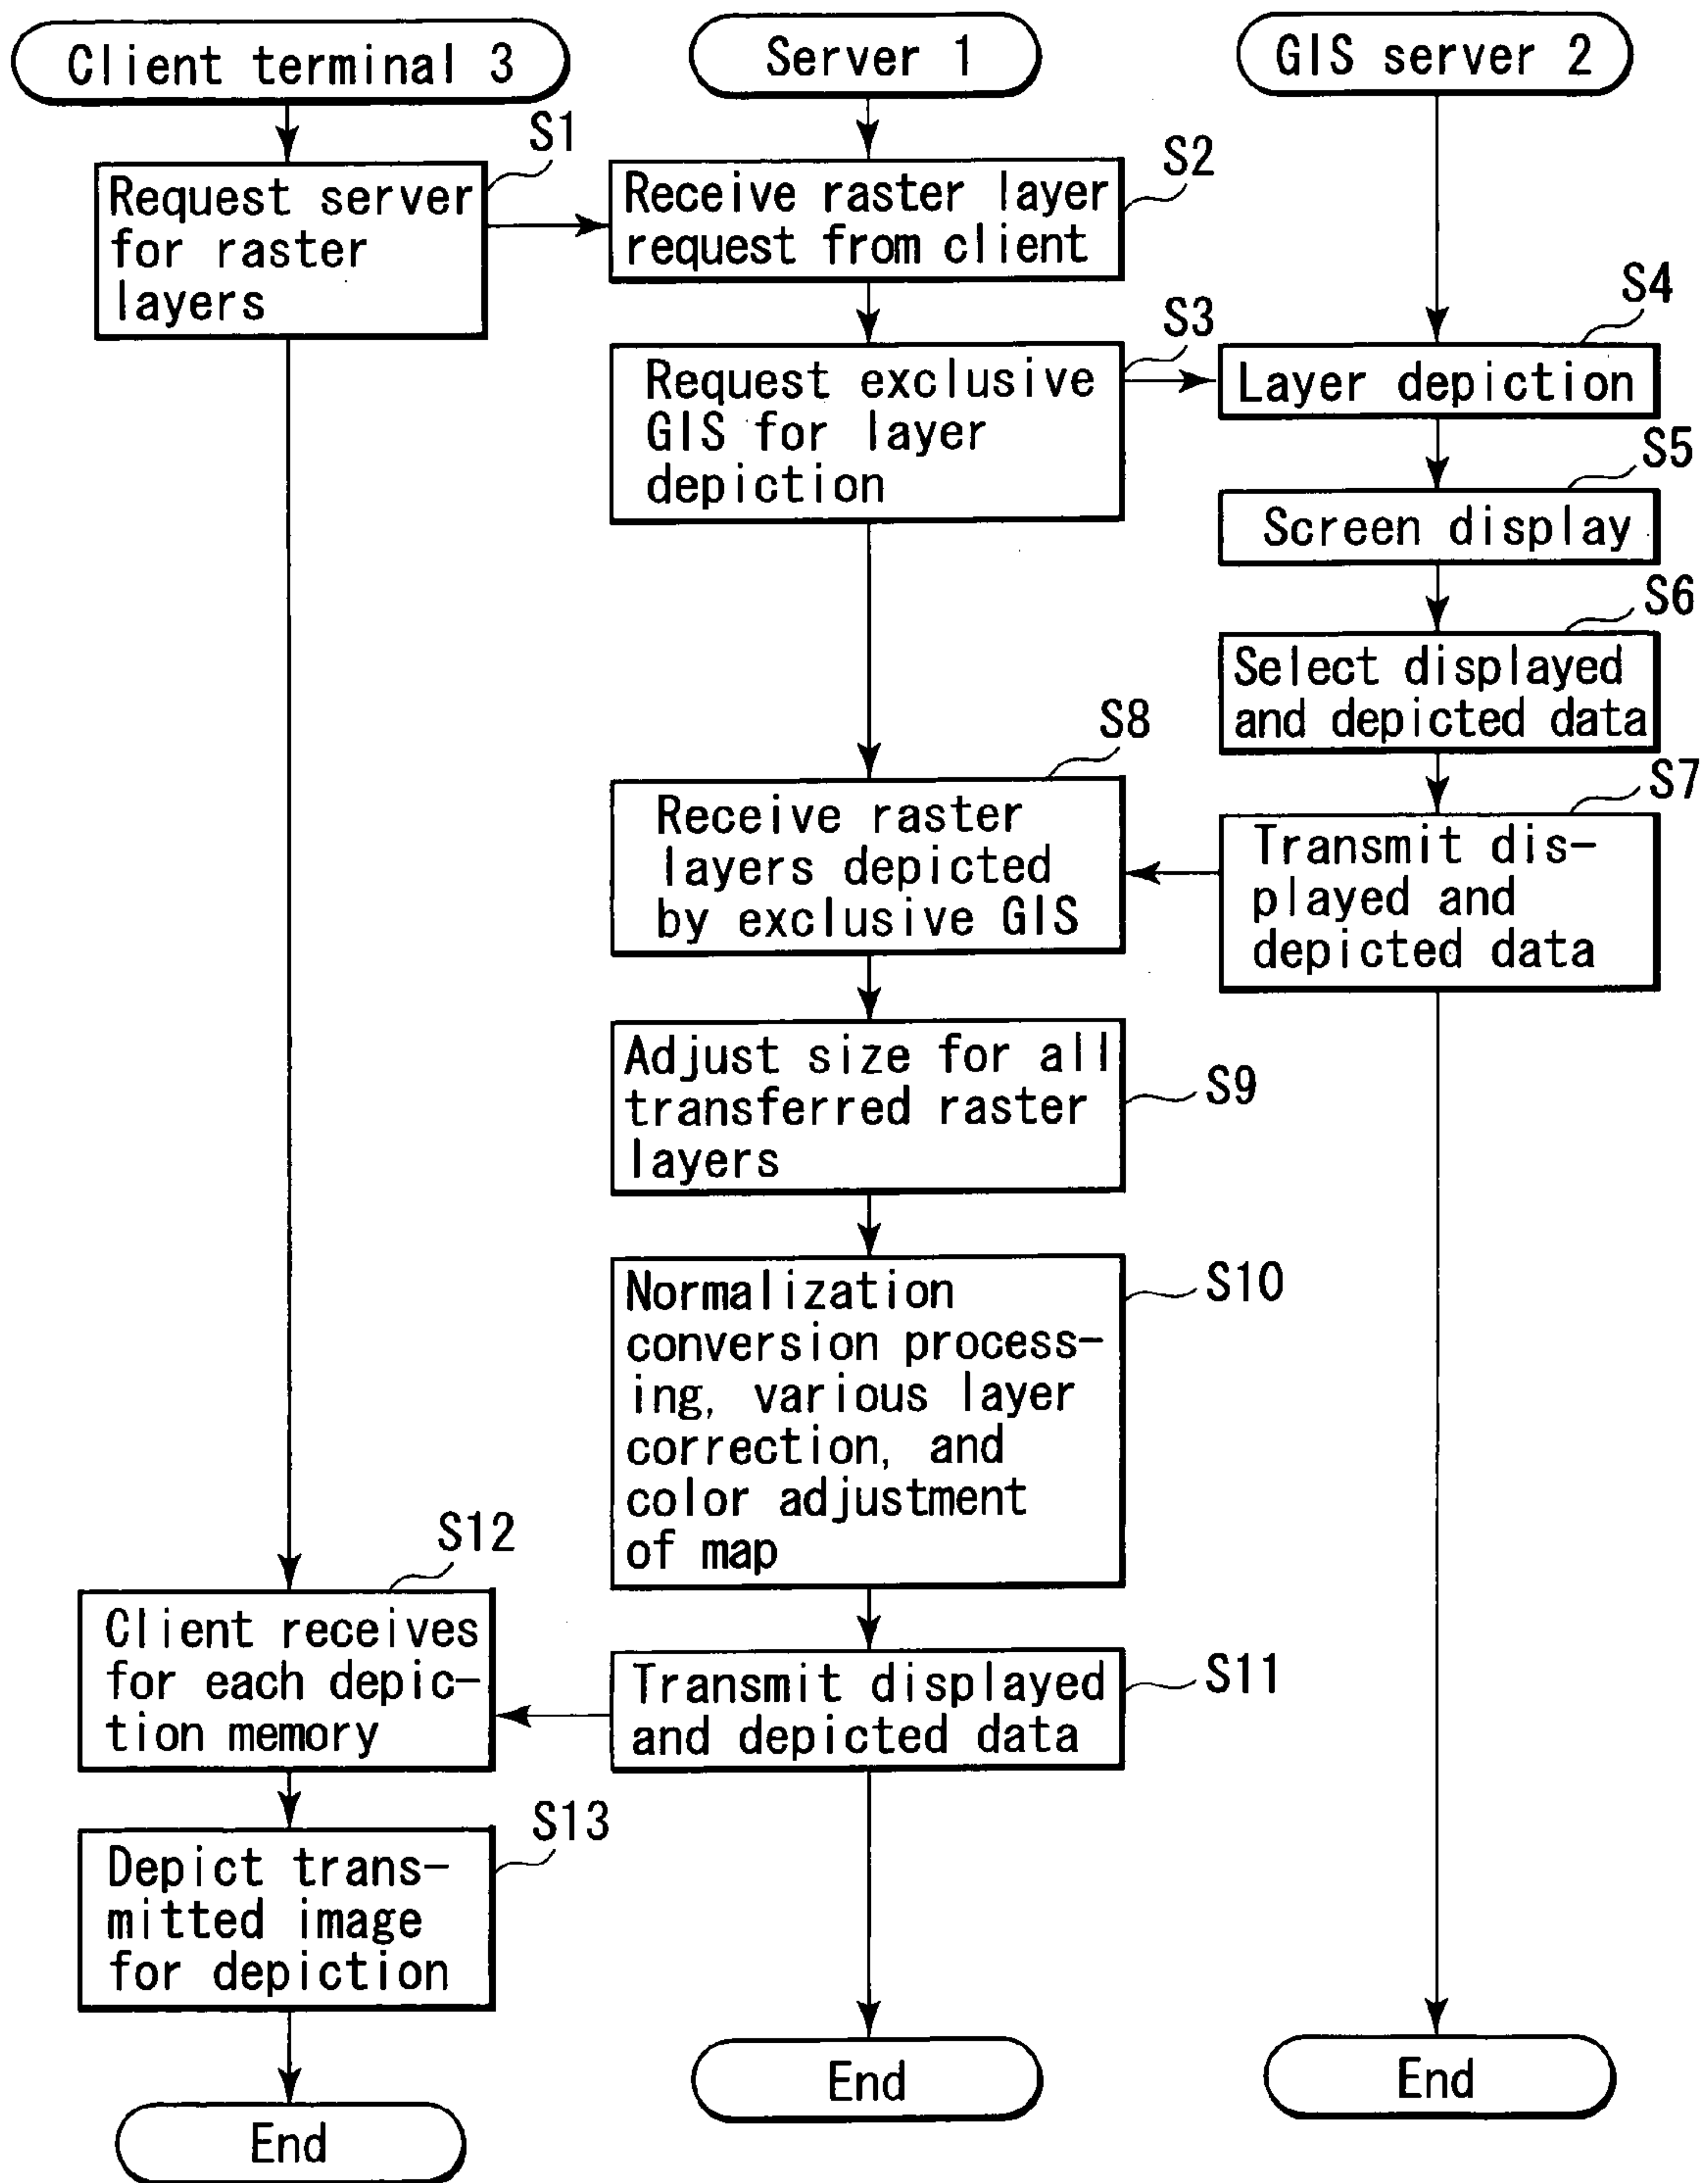 Client terminal 3
Server 1
GIS server 2
S1
Request server
for raster
layers
S2
Receive raster layer
request from client
S3
Request exclusive
GIS for layer
depiction
S4
Layer depiction
S5
Screen display
S6
Select displayed
and depicted data
S7
Transmit dis-
played and
depicted data
S8
Receive raster
layers depicted
by exclusive GIS
Adjust size for all
transferred raster
layers
S9
Normalization
conversion process-
ing, various layer
correction, and
color adjustment
of map
S10
Transmit displayed
and depicted data
S11
S12
Client receives
for each depic-
tion memory
S13
Depict trans-
mitted image
for depiction
End
End
End